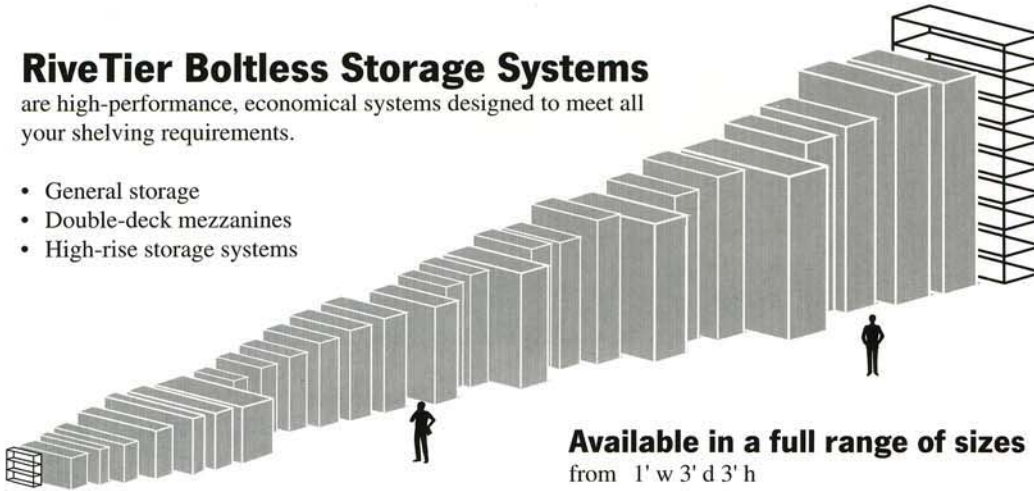 RiveTier Boltless Storage Systems
are high-performance, economical systems designed to meet all
your shelving requirements.
• General storage
• Double-deck mezzanines
• High-rise storage systems
Available in a full range of sizes
from 1' w 3' d 3' h